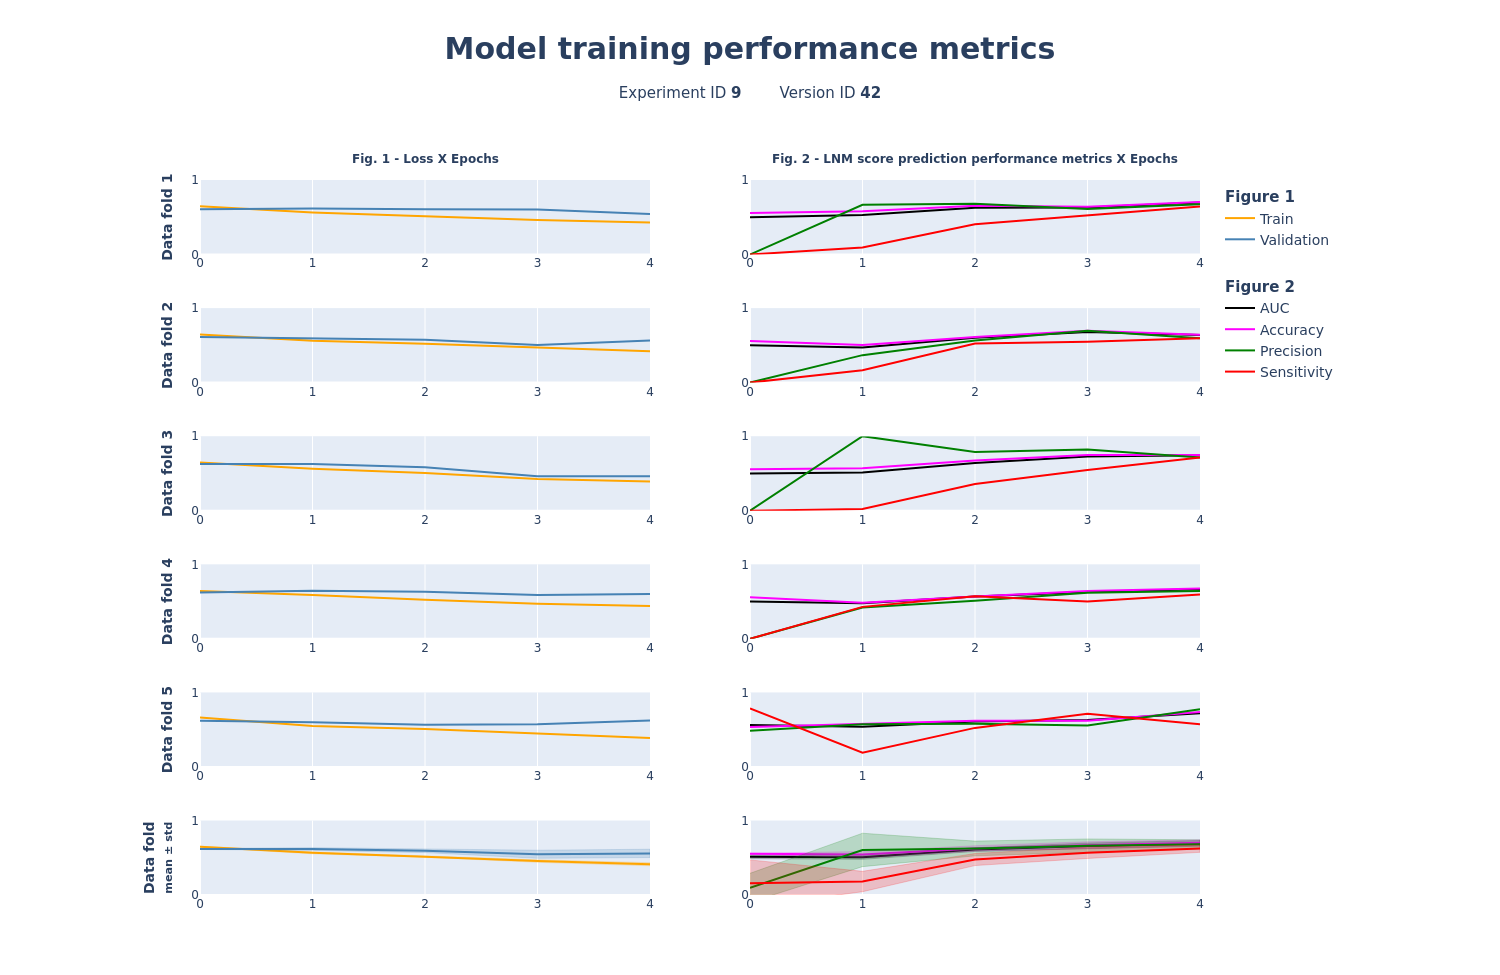 Model training performance metrics
Experiment ID 9 Version ID 42
Fig. 1 - Loss X Epochs
Fig. 2 - LNM score prediction performance metrics X Epochs
Data fold 1
1
0
0 1 2 3 4
1
0
0 1 2 3 4
Figure 1
Train
Validation
Figure 2
AUC
Accuracy
Precision
Sensitivity
Data fold 2
1
0
0 1 2 3 4
1
0
0 1 2 3 4
Data fold 3
1
0
0 1 2 3 4
1
0
0 1 2 3 4
Data fold 4
1
0
0 1 2 3 4
1
0
0 1 2 3 4
Data fold 5
1
0
0 1 2 3 4
1
0
0 1 2 3 4
Data fold
mean ± std
1
0
0 1 2 3 4
1
0
0 1 2 3 4